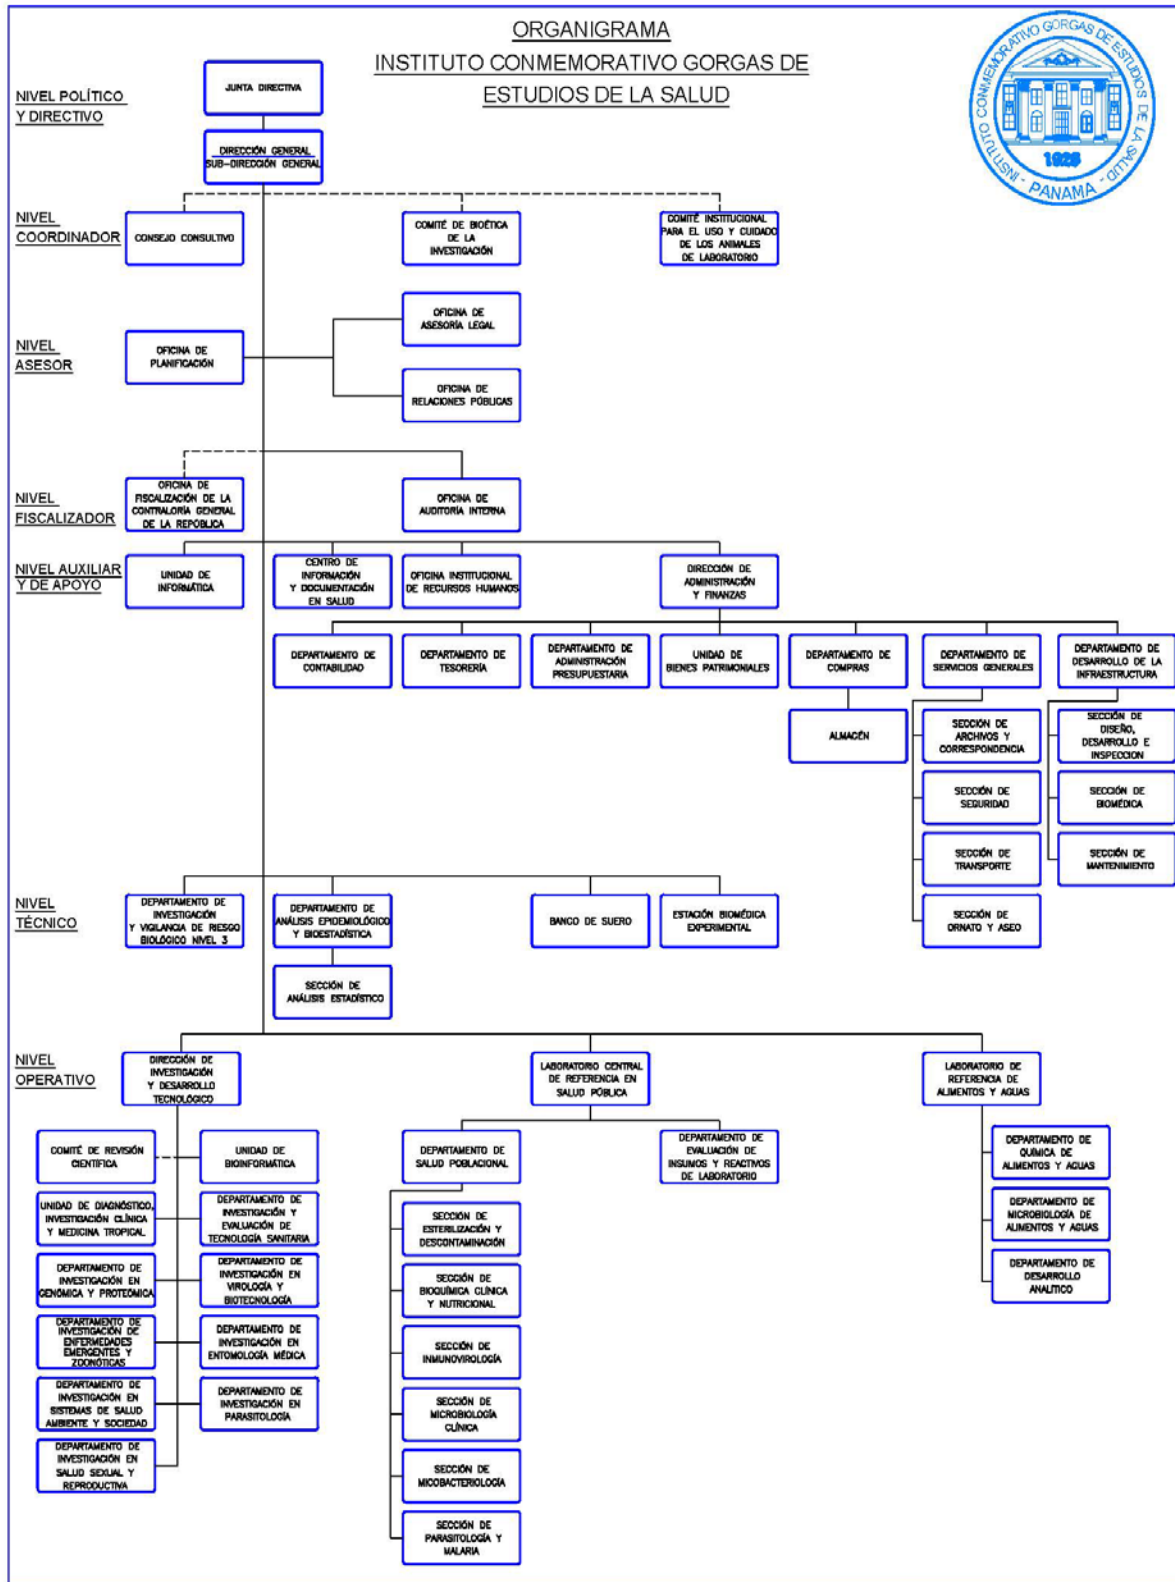 ORGANIGRAMA
INSTITUTO CONMEMORATIVO GORGAS DE
ESTUDIOS DE LA SALUD
INSTITUTO CONMEMORATIVO GORGAS DE ESTUDIOS DE LA SALUD
1928
- PANAMA -
NIVEL POLÍTICO
Y DIRECTIVO
JUNTA DIRECTIVA
DIRECCIÓN GENERAL
SUB-DIRECCIÓN GENERAL
NIVEL
COORDINADOR
CONSEJO CONSULTIVO
COMITÉ DE BIOÉTICA
DE LA
INVESTIGACIÓN
COMITÉ INSTITUCIONAL
PARA EL USO Y CUIDADO
DE LOS ANIMALES
DE LABORATORIO
NIVEL
ASESOR
OFICINA DE
PLANIFICACIÓN
OFICINA DE
ASESORÍA LEGAL
OFICINA DE
RELACIONES PÚBLICAS
NIVEL
FISCALIZADOR
OFICINA DE
FISCALIZACIÓN DE LA
CONTRALORÍA GENERAL
DE LA REPÚBLICA
OFICINA DE
AUDITORÍA INTERNA
NIVEL AUXILIAR
Y DE APOYO
UNIDAD DE
INFORMÁTICA
CENTRO DE
INFORMACIÓN
Y DOCUMENTACIÓN
EN SALUD
OFICINA INSTITUCIONAL
DE RECURSOS HUMANOS
DIRECCIÓN DE
ADMINISTRACIÓN
Y FINANZAS
DEPARTAMENTO DE
CONTABILIDAD
DEPARTAMENTO DE
TESORERÍA
DEPARTAMENTO DE
ADMINISTRACIÓN
PRESUPUESTARIA
UNIDAD DE
BIENES PATRIMONIALES
DEPARTAMENTO DE
COMPRAS
DEPARTAMENTO DE
SERVICIOS GENERALES
DEPARTAMENTO DE
DESARROLLO DE LA
INFRAESTRUCTURA
ALMACÉN
SECCIÓN DE
ARCHIVOS Y
CORRESPONDENCIA
SECCIÓN DE
DISEÑO,
DESARROLLO E
INSPECCION
SECCIÓN DE
SEGURIDAD
SECCIÓN DE
BIOMÉDICA
SECCIÓN DE
TRANSPORTE
SECCIÓN DE
MANTENIMIENTO
SECCIÓN DE
ORNATO Y ASEO
NIVEL
TÉCNICO
DEPARTAMENTO DE
INVESTIGACIÓN
Y VIGILANCIA DE RIESGO
BIOLÓGICO NIVEL 3
DEPARTAMENTO DE
ANÁLISIS EPIDEMIOLÓGICO
Y BIOESTADÍSTICA
BANCO DE SUERO
ESTACIÓN BIOMÉDICA
EXPERIMENTAL
SECCIÓN DE
ANÁLISIS ESTADÍSTICO
NIVEL
OPERATIVO
DIRECCIÓN DE
INVESTIGACIÓN
Y DESARROLLO
TECNOLÓGICO
LABORATORIO CENTRAL
DE REFERENCIA EN
SALUD PÚBLICA
LABORATORIO DE
REFERENCIA DE
ALIMENTOS Y AGUAS
COMITÉ DE REVISIÓN
CIENTÍFICA
UNIDAD DE
BIOINFORMÁTICA
UNIDAD DE DIAGNÓSTICO,
INVESTIGACIÓN CLÍNICA
Y MEDICINA TROPICAL
DEPARTAMENTO DE
INVESTIGACIÓN Y
EVALUACIÓN DE
TECNOLOGÍA SANITARIA
DEPARTAMENTO DE
INVESTIGACIÓN EN
GENÓMICA Y PROTEÓMICA
DEPARTAMENTO DE
INVESTIGACIÓN EN
VIROLOGÍA Y
BIOTECNOLOGÍA
DEPARTAMENTO DE
INVESTIGACIÓN DE
ENFERMEDADES
EMERGENTES Y
ZOONÓTICAS
DEPARTAMENTO DE
INVESTIGACIÓN EN
ENTOMOLOGÍA MÉDICA
DEPARTAMENTO DE
INVESTIGACIÓN EN
SISTEMAS DE SALUD
AMBIENTE Y SOCIEDAD
DEPARTAMENTO DE
INVESTIGACIÓN EN
PARASITOLOGÍA
DEPARTAMENTO DE
INVESTIGACIÓN EN
SALUD SEXUAL Y
REPRODUCTIVA
DEPARTAMENTO DE
SALUD POBLACIONAL
DEPARTAMENTO DE
EVALUACIÓN DE
INSUMOS Y REACTIVOS
DE LABORATORIO
SECCIÓN DE
ESTERILIZACIÓN Y
DESCONTAMINACIÓN
SECCIÓN DE
BIOQUÍMICA CLÍNICA
Y NUTRICIONAL
SECCIÓN DE
INMUNOVIROLOGÍA
SECCIÓN DE
MICROBIOLOGÍA
CLÍNICA
SECCIÓN DE
MICOBACTERIOLOGÍA
SECCIÓN DE
PARASITOLOGÍA Y
MALARIA
DEPARTAMENTO DE
QUÍMICA DE
ALIMENTOS Y AGUAS
DEPARTAMENTO DE
MICROBIOLOGÍA DE
ALIMENTOS Y AGUAS
DEPARTAMENTO DE
DESARROLLO
ANALITICO